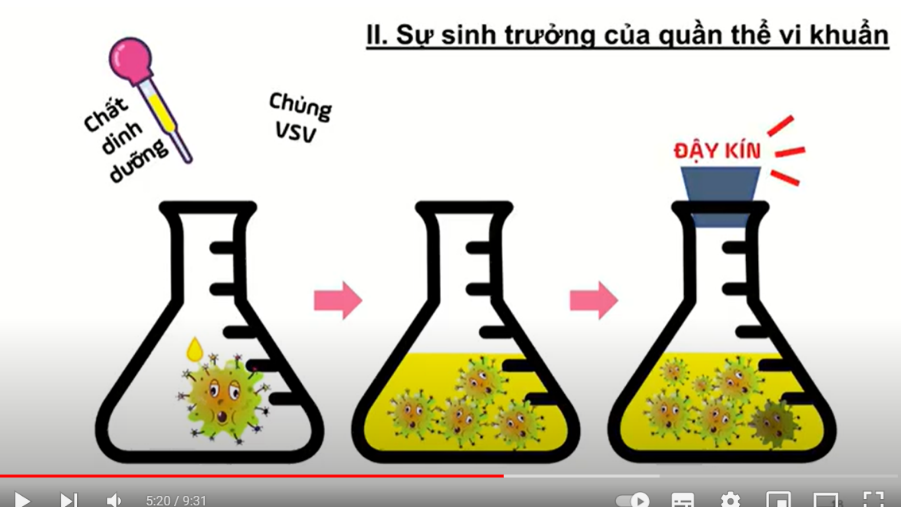 II. Sự sinh trưởng của quần thể vi khuẩn
Chất
dinh
dưỡng
Chủng
VSV
ĐẬY KÍN
5:20 / 9:31